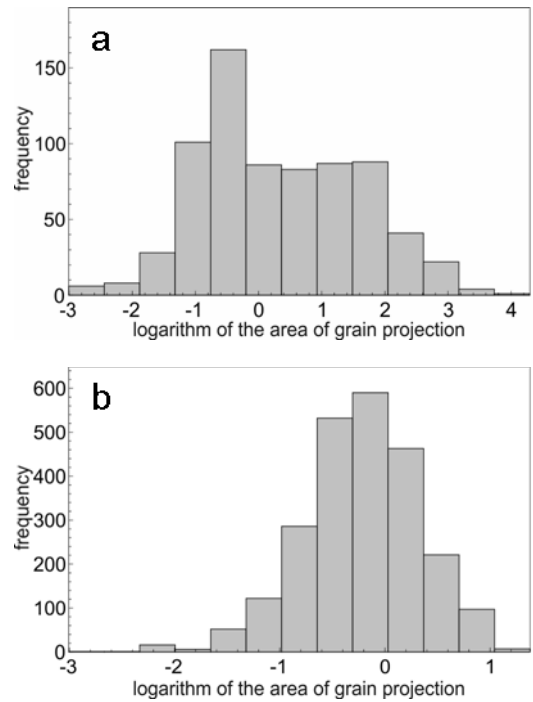 a
150
100
50
0
frequency
-3 -2 -1 0 1 2 3 4
logarithm of the area of grain projection
b
600
500
400
300
200
100
0
frequency
-3 -2 -1 0 1
logarithm of the area of grain projection